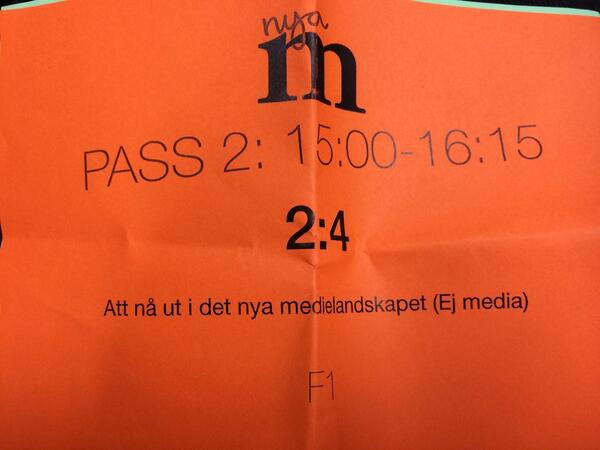 nya
m
PASS 2: 15:00-16:15
2:4
Att nå ut i det nya medielandskapet (Ej media)
F1